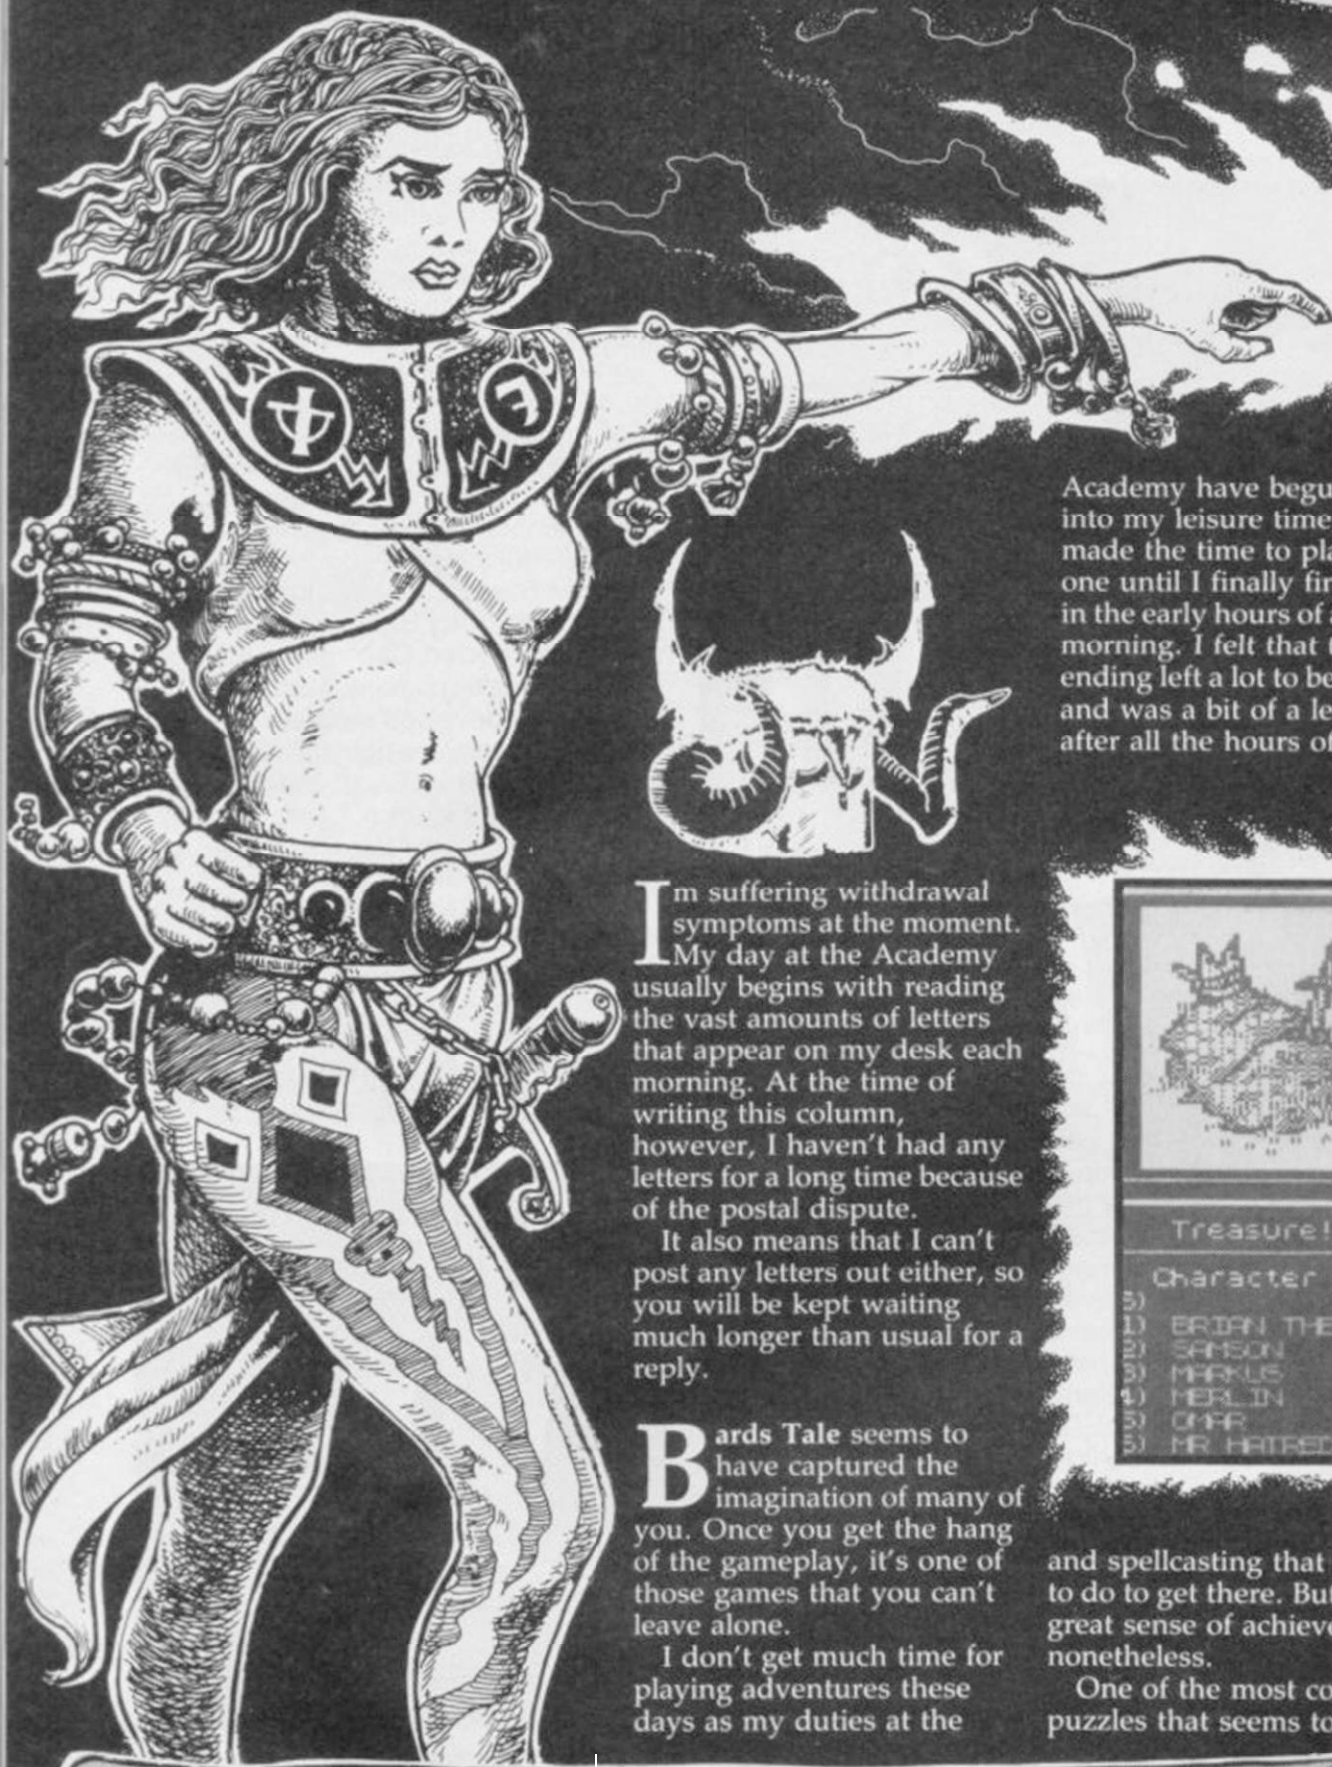 Im suffering withdrawal
symptoms at the moment.
My day at the Academy
usually begins with reading
the vast amounts of letters
that appear on my desk each
morning. At the time of
writing this column,
however, I haven't had any
letters for a long time because
of the postal dispute.
It also means that I can't
post any letters out either, so
you will be kept waiting
much longer than usual for a
reply.
Bards Tale seems to
have captured the
imagination of many of
you. Once you get the hang
of the gameplay, it's one of
those games that you can't
leave alone.
I don't get much time for
playing adventures these
days as my duties at the
Academy have begu
into my leisure time
made the time to pla
one until I finally fin
in the early hours of a
morning. I felt that t
ending left a lot to be
and was a bit of a le
after all the hours of
Treasure!
Character
S)
1) BRIAN THE
2) SAMSON
3) MARKUS
4) MERLIN
5) OMAR
6) MR HATRED
and spellcasting that
to do to get there. But
great sense of achieve
nonetheless.
One of the most co
puzzles that seems to